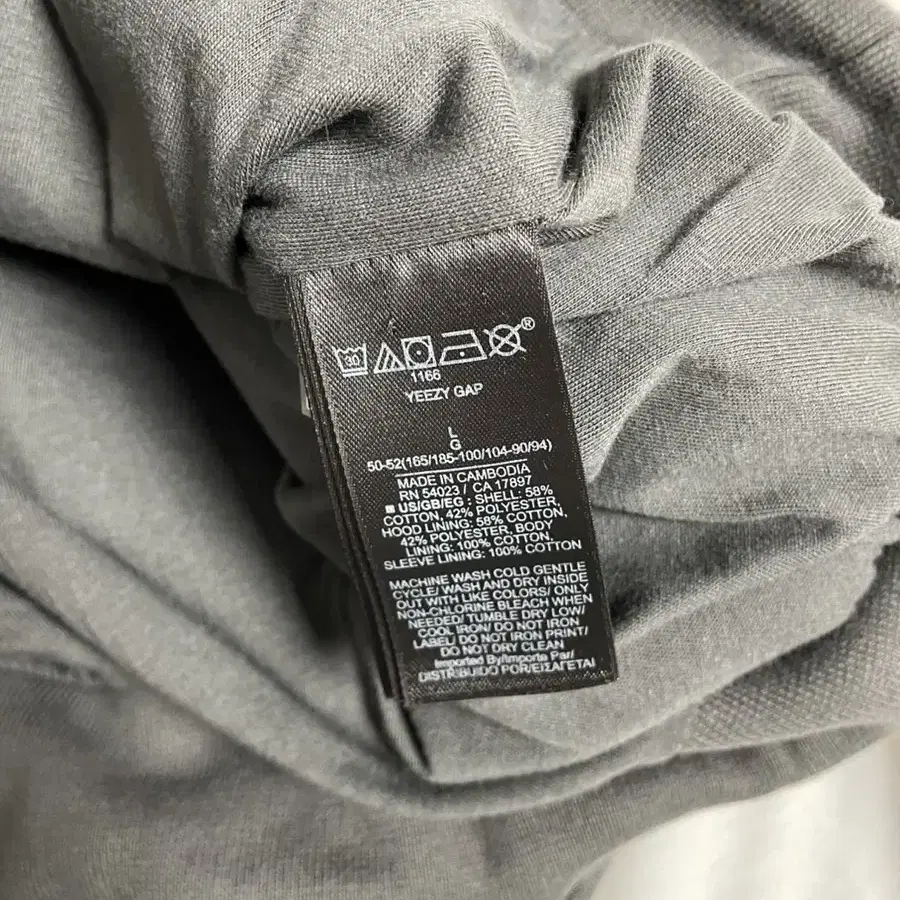 30 ®
1166
YEEZY GAP
L
G
50-52(165/185-100/104-90/94)
MADE IN CAMBODIA
RN 54023 / CA 17897
■ US/GB/EG : SHELL: 58%
COTTON, 42% POLYESTER,
HOOD LINING: 58% COTTON,
42% POLYESTER, BODY
LINING: 100% COTTON,
SLEEVE LINING: 100% COTTON
MACHINE WASH COLD GENTLE
CYCLE/ WASH AND DRY INSIDE
OUT WITH LIKE COLORS/ ONLY
NON-CHLORINE BLEACH WHEN
NEEDED/ TUMBLE DRY LOW/
COOL IRON/ DO NOT IRON
LABEL/ DO NOT IRON PRINT/
DO NOT DRY CLEAN
Imported By/Importé Par/
DISTRIBUIDO POR/ΕΙΣΑΓΕΤΑΙ